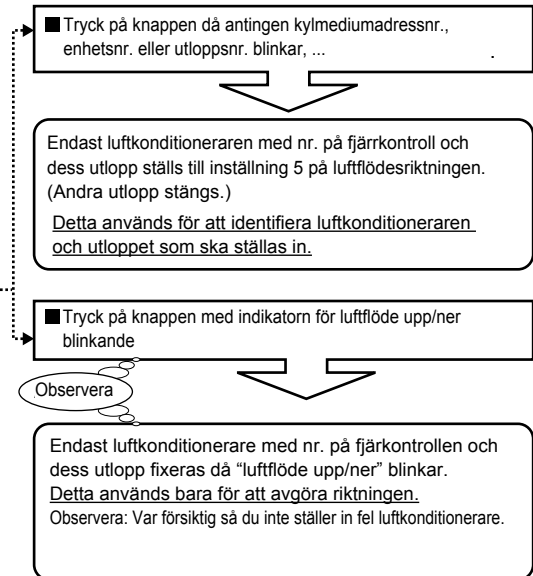 ■ Tryck på knappen då antingen kylmediumadressnr.,
enhetsnr. eller utloppsnr. blinkar, ...
Endast luftkonditioneraren med nr. på fjärrkontroll och
dess utlopp ställs till inställning 5 på luftflödesriktningen.
(Andra utlopp stängs.)
Detta används för att identifiera luftkonditioneraren
och utloppet som ska ställas in.
■ Tryck på knappen med indikatorn för luftflöde upp/ner
blinkande
Observera
Endast luftkonditionerare med nr. på fjärkontrollen och
dess utlopp fixeras då “luftflöde upp/ner” blinkar.
Detta används bara för att avgöra riktningen.
Observera: Var försiktig så du inte ställer in fel luftkonditionerare.